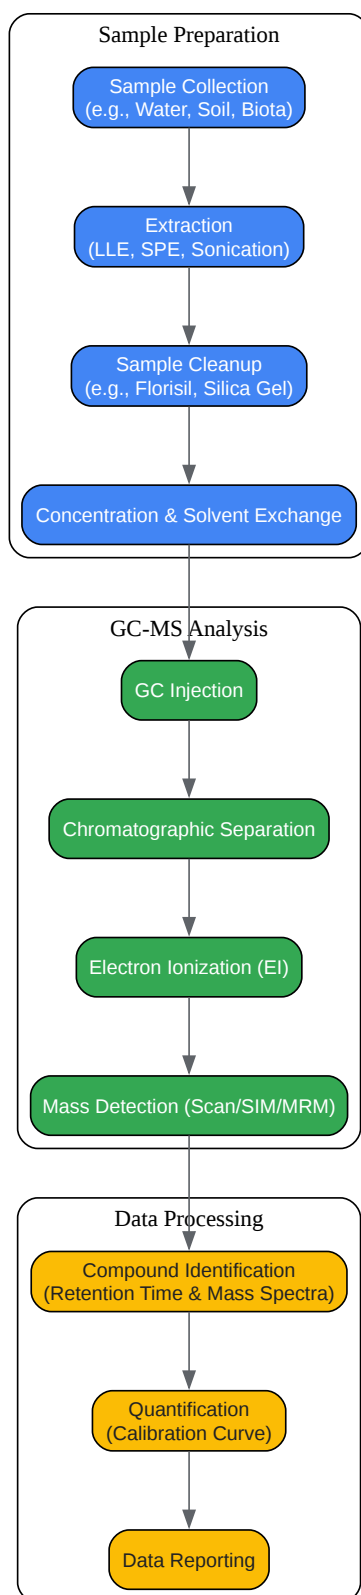 Sample Preparation
Sample Collection
(e.g., Water, Soil, Biota)
Extraction
(LLE, SPE, Sonication)
Sample Cleanup
(e.g., Florisil, Silica Gel)
Concentration & Solvent Exchange
GC-MS Analysis
GC Injection
Chromatographic Separation
Electron Ionization (EI)
Mass Detection (Scan/SIM/MRM)
Data Processing
Compound Identification
(Retention Time & Mass Spectra)
Quantification
(Calibration Curve)
Data Reporting